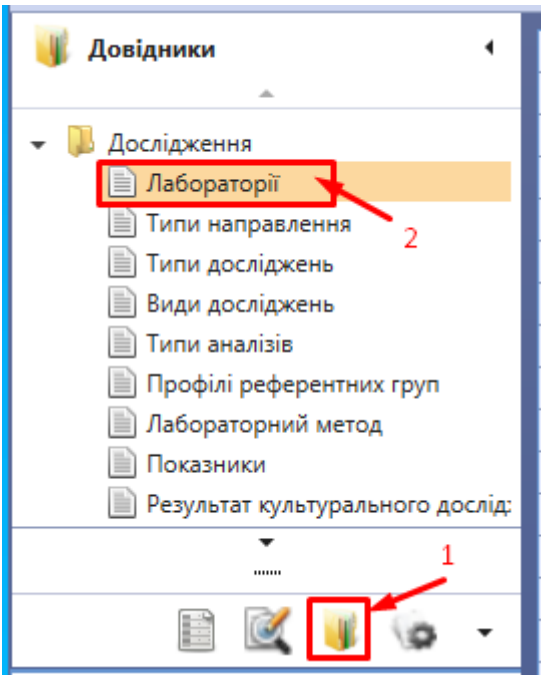 Довідники
Дослідження
Лабораторії
2
Типи направлення
Типи досліджень
Види досліджень
Типи аналізів
Профілі референтних груп
Лабораторний метод
Показники
Результат культурального дослід
1